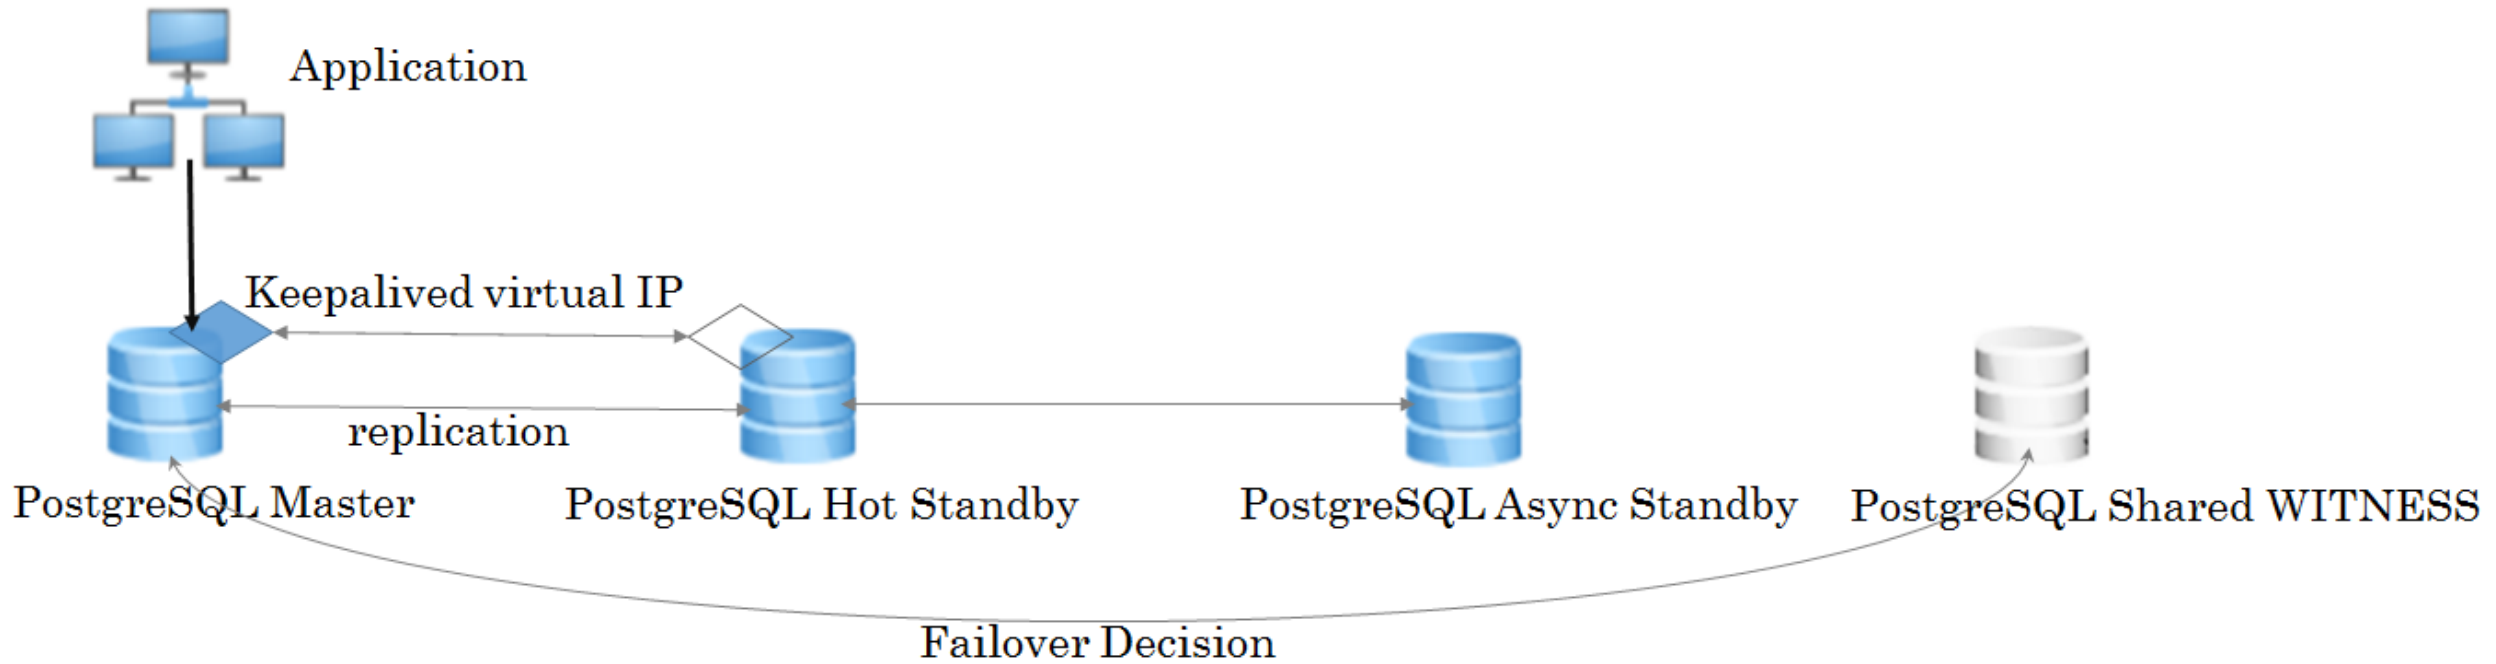 Application
Keepalived virtual IP
replication
PostgreSQL Master
PostgreSQL Hot Standby
PostgreSQL Async Standby
PostgreSQL Shared WITNESS
Failover Decision